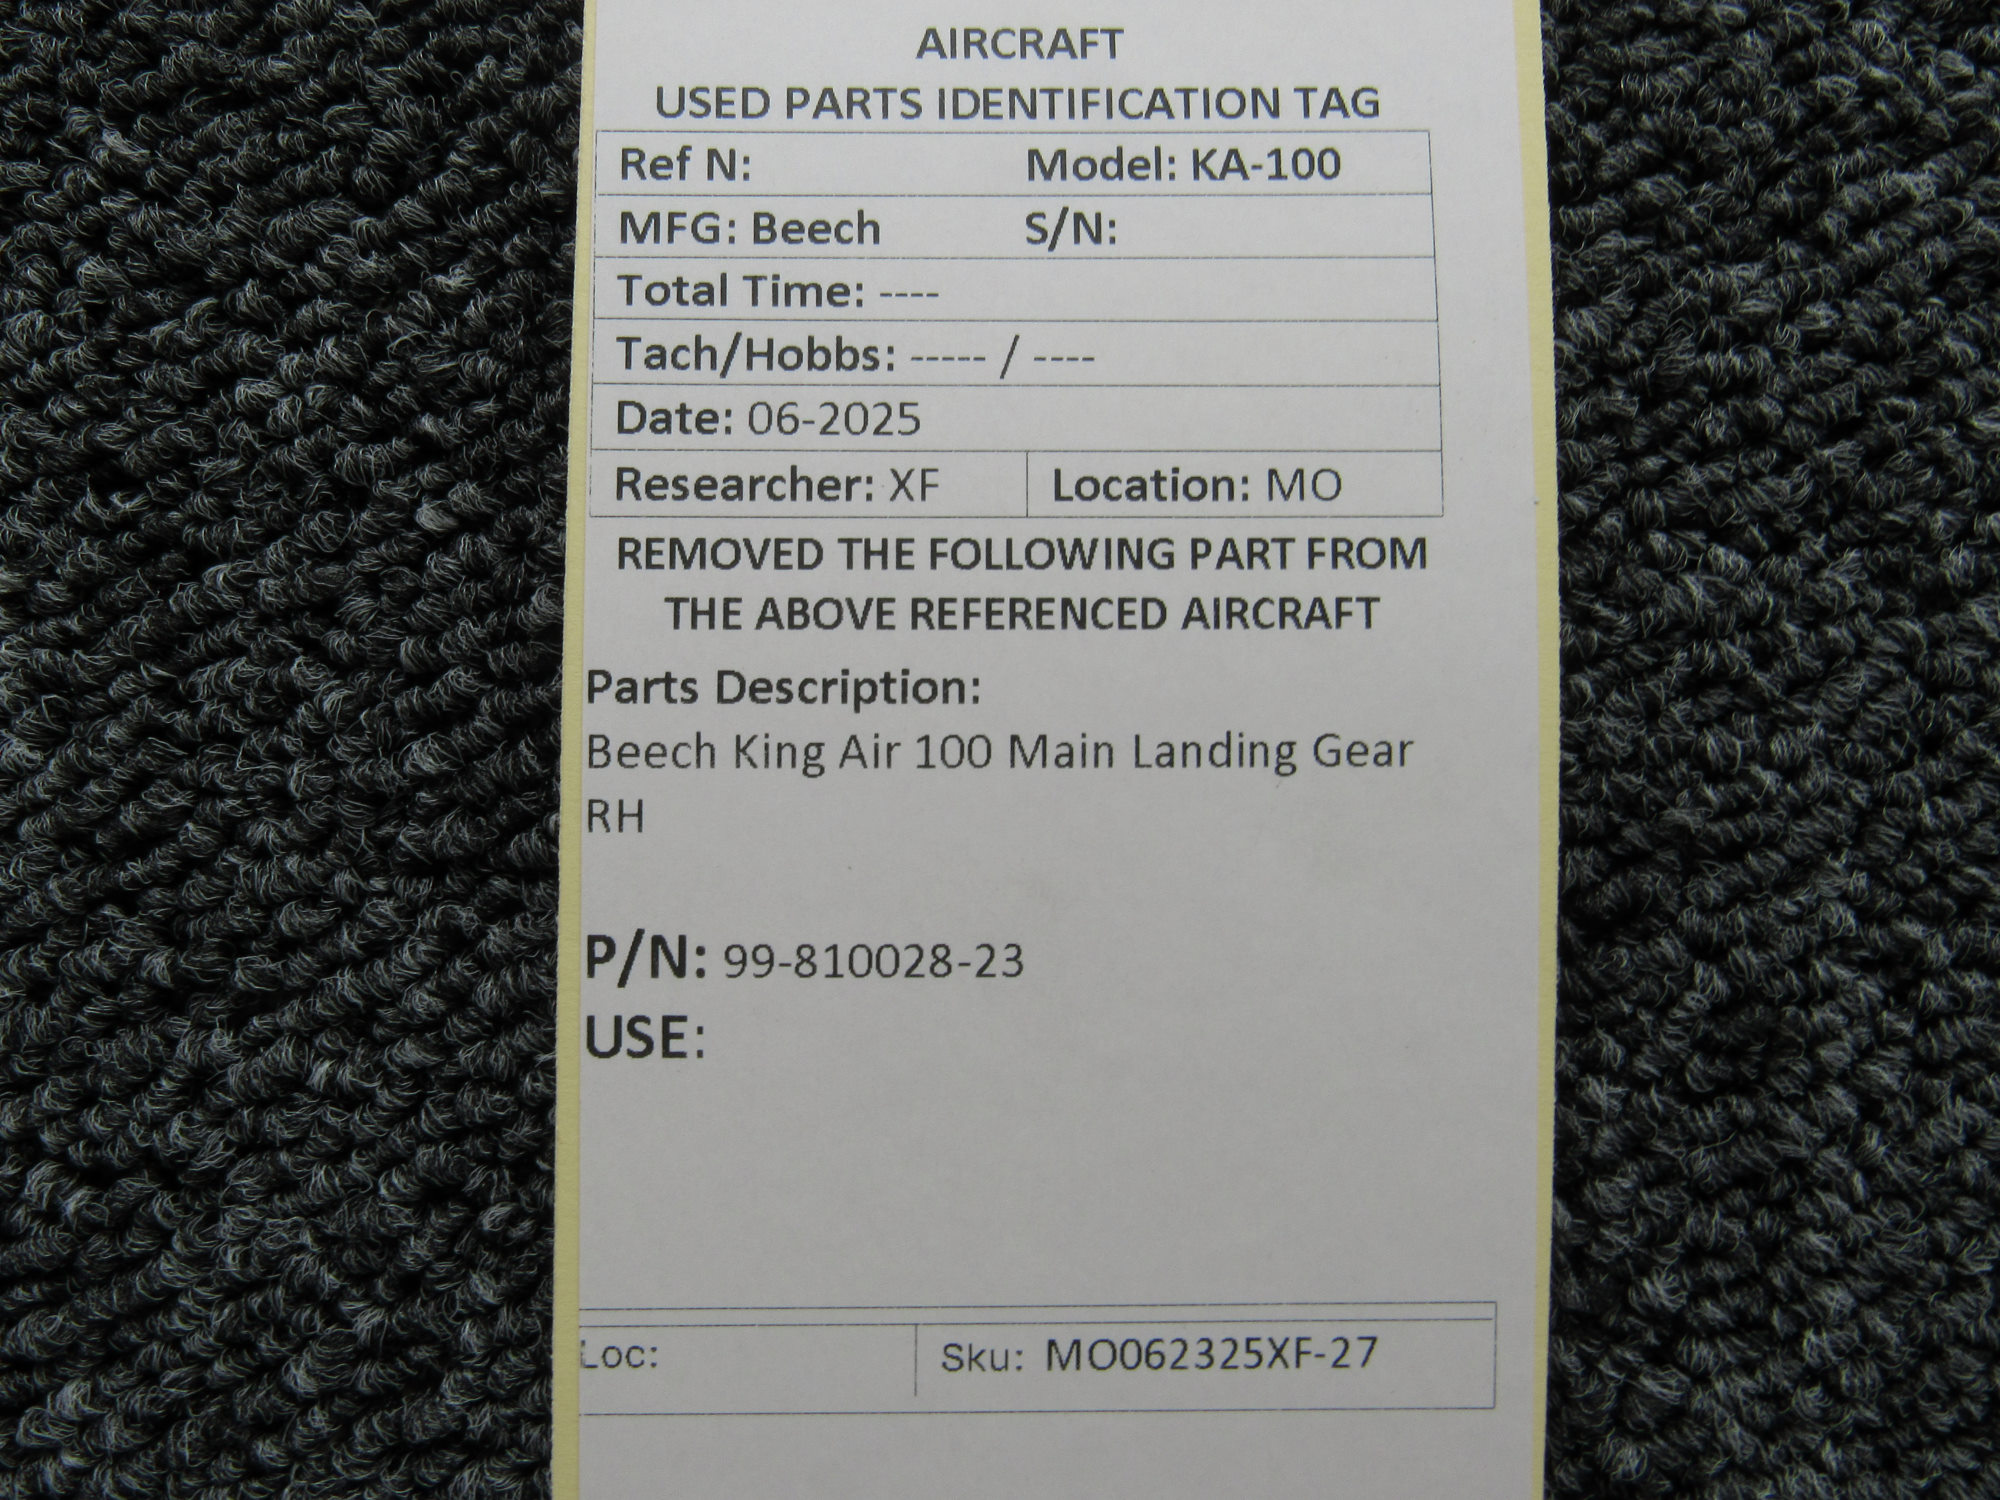 AIRCRAFT
USED PARTS IDENTIFICATION TAG
Ref N: Model: KA-100
MFG: Beech S/N:
Total Time: ----
Tach/Hobbs: ----- / ----
Date: 06-2025
Researcher: XF Location: MO
REMOVED THE FOLLOWING PART FROM
THE ABOVE REFERENCED AIRCRAFT
Parts Description:
Beech King Air 100 Main Landing Gear
RH
P/N: 99-810028-23
USE:
Loc: Sku: MO062325XF-27